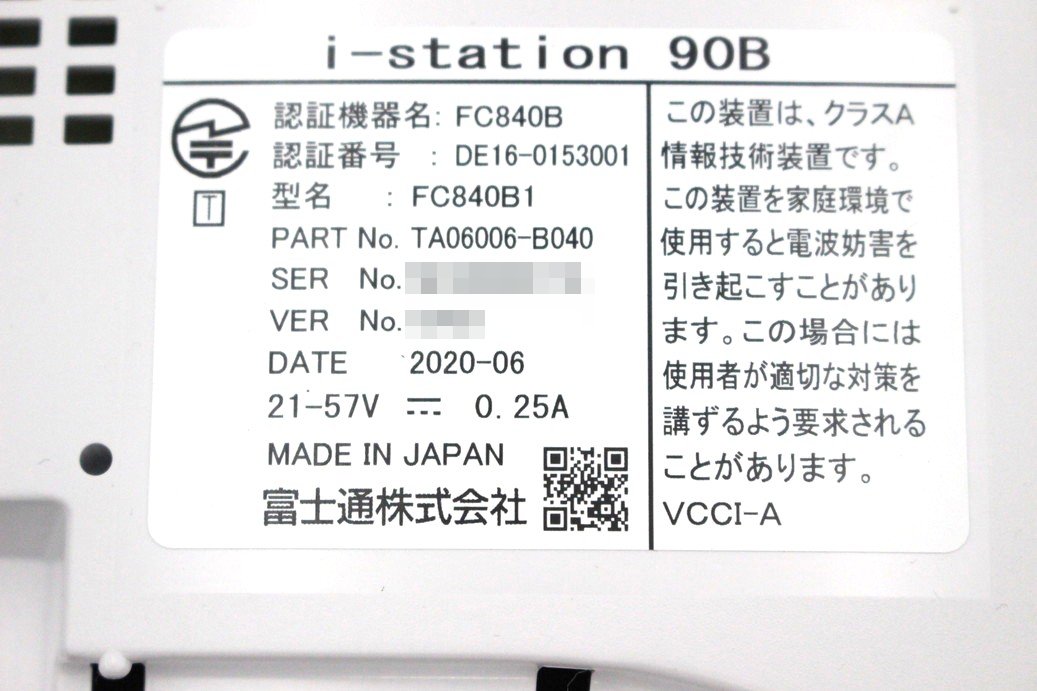 i-station 90B
認証機器名: FC840B
認証番号 : DE16-0153001
T
型名 : FC840B1
PART No. TA06006-B040
SER No.
VER No.
DATE 2020-06
21-57V ⎓ 0.25A
MADE IN JAPAN
富士通株式会社
この装置は、クラスA
情報技術装置です。
この装置を家庭環境で
使用すると電波妨害を
引き起こすことがあり
ます。この場合には
使用者が適切な対策を
講ずるよう要求される
ことがあります。
VCCI-A